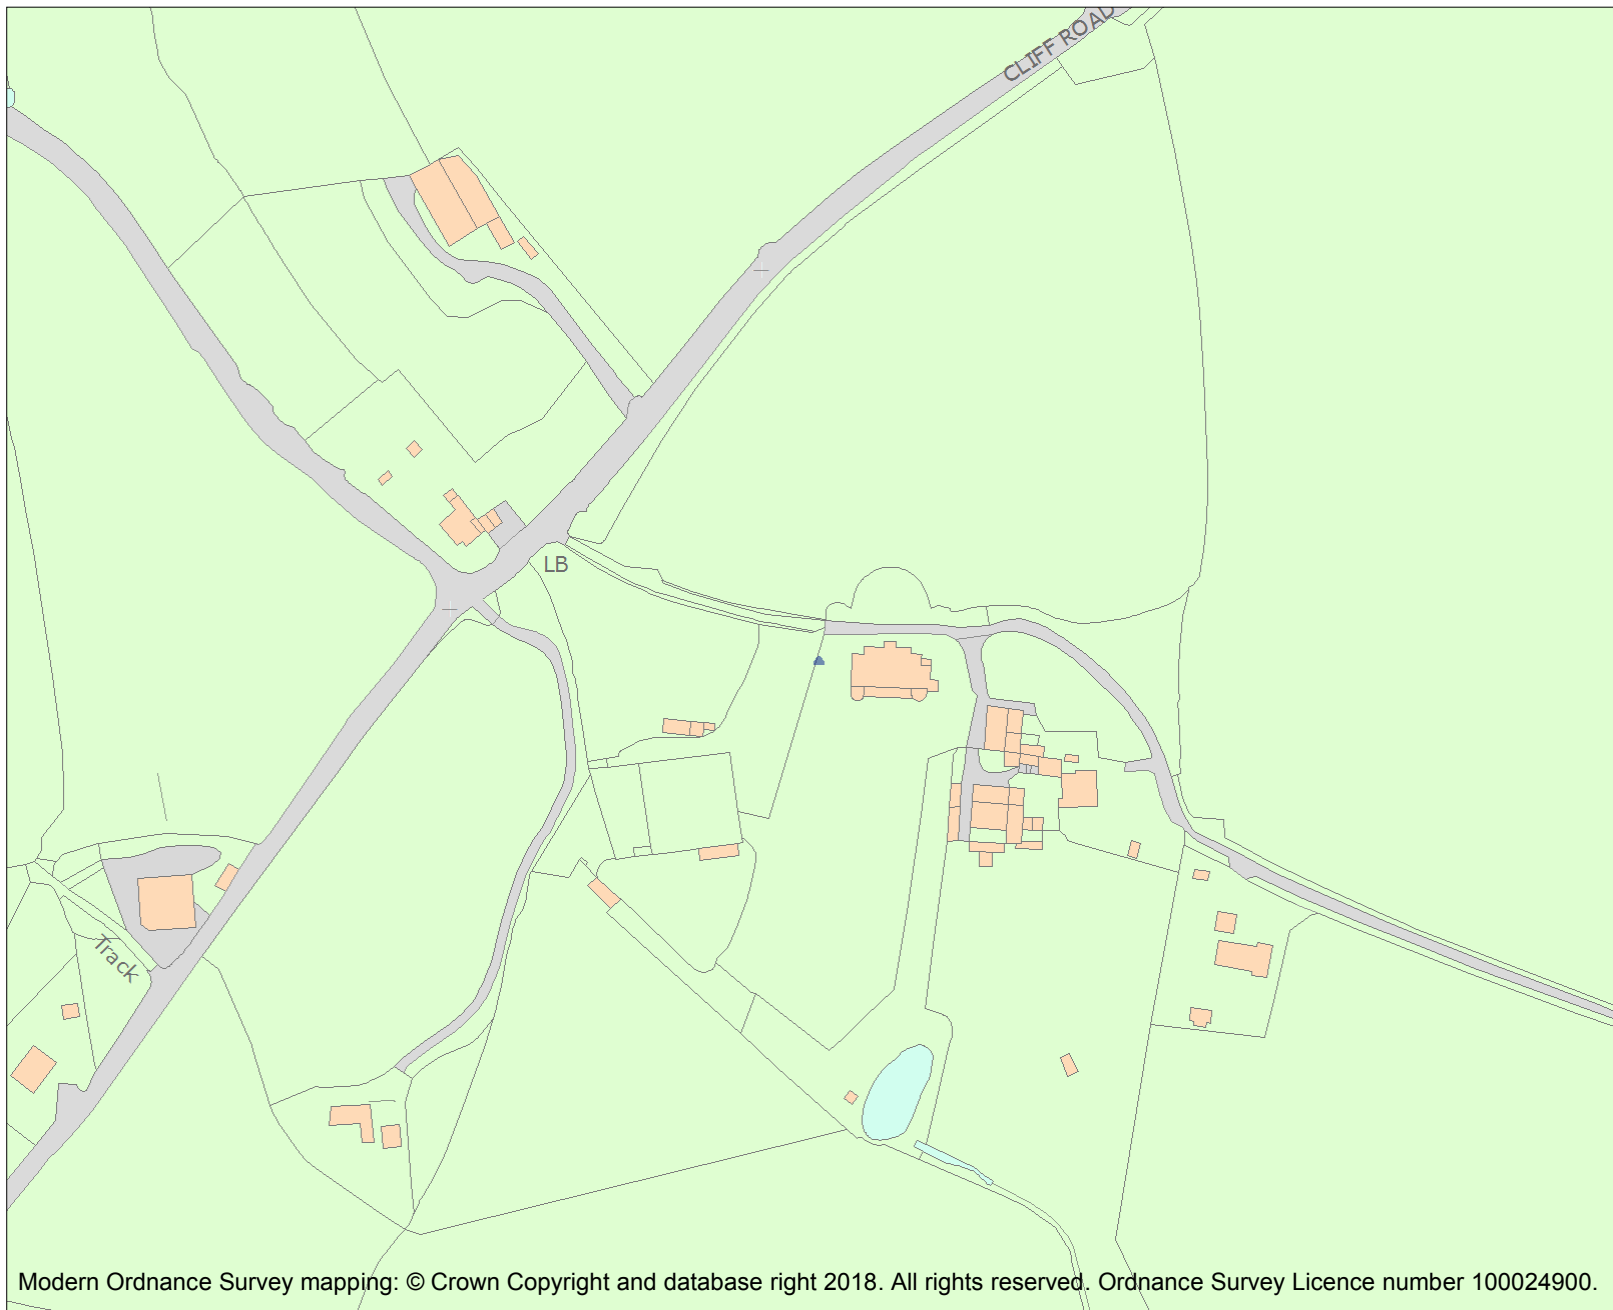 CLIFF ROAD
LB
Track
Modern Ordnance Survey mapping: © Crown Copyright and database right 2018. All rights reserved. Ordnance Survey Licence number 100024900.